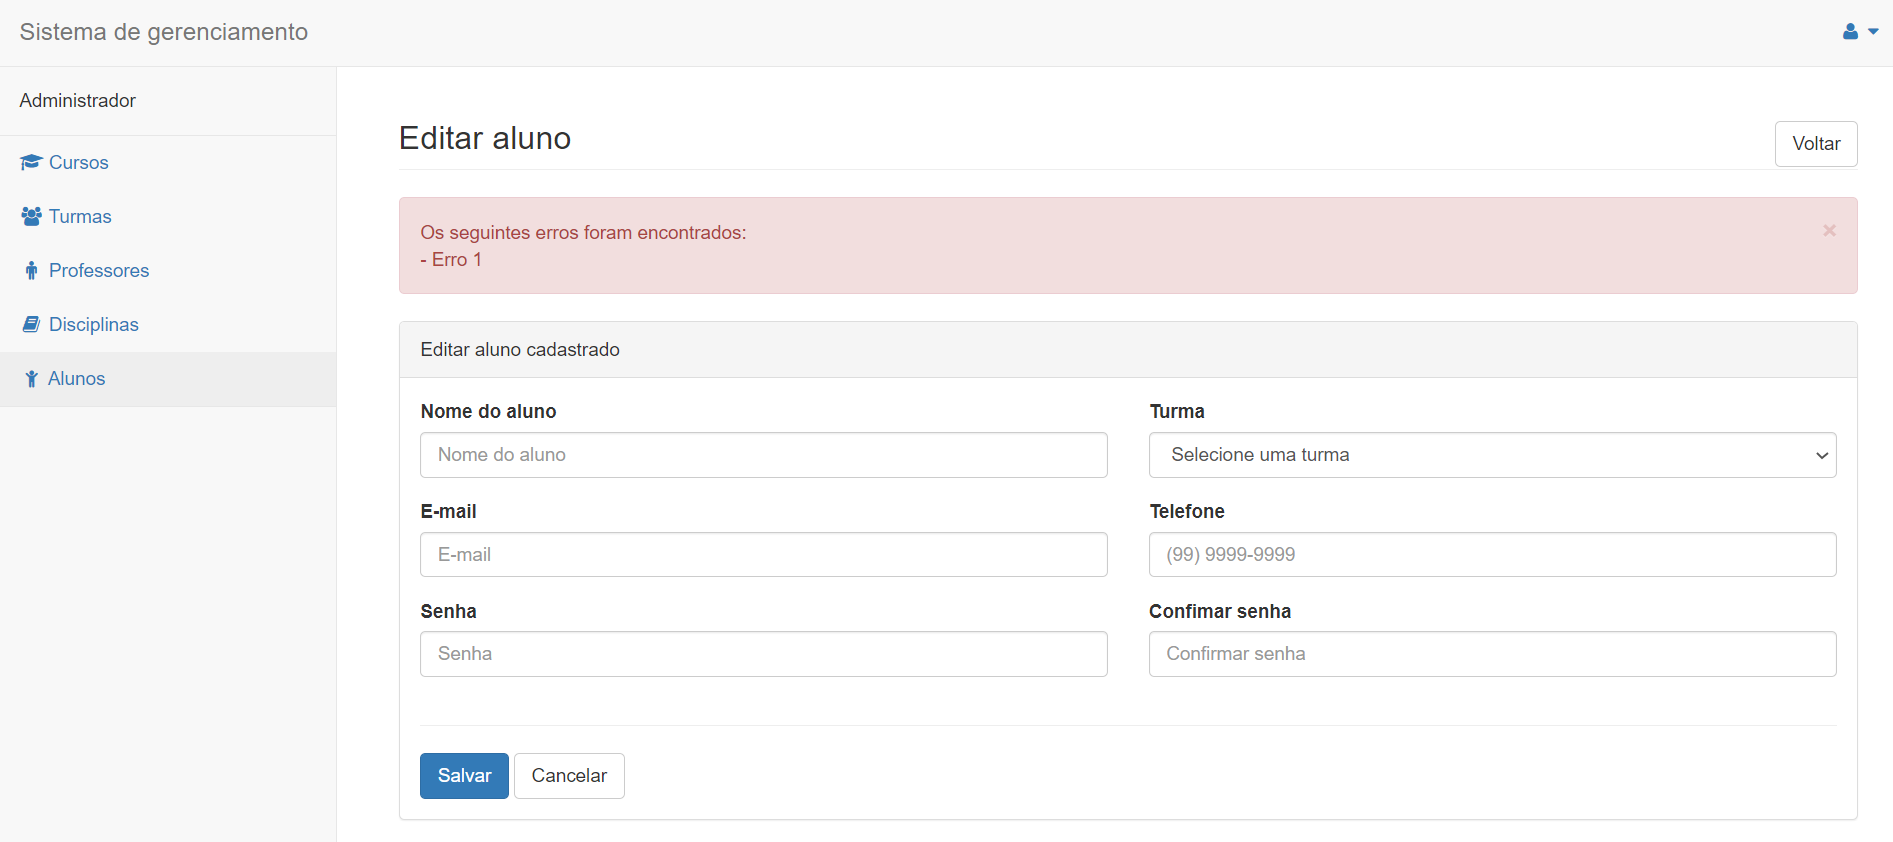 Sistema de gerenciamento
Administrador
Cursos
Turmas
Professores
Disciplinas
Alunos
Editar aluno
Voltar
Os seguintes erros foram encontrados:
- Erro 1
×
Editar aluno cadastrado
Nome do aluno
Nome do aluno
Turma
Selecione uma turma
E-mail
E-mail
Telefone
(99) 9999-9999
Senha
Senha
Confimar senha
Confirmar senha
Salvar
Cancelar